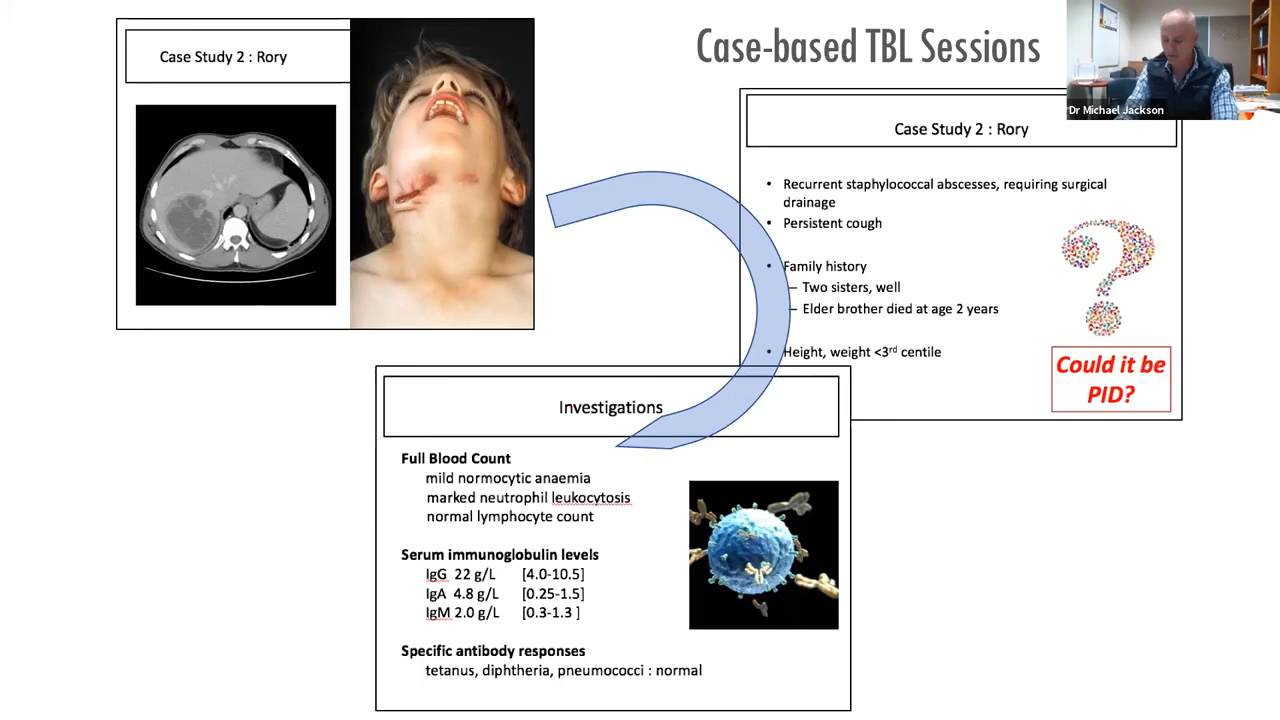 Case-based TBL Sessions
Dr Michael Jackson
Case Study 2 : Rory
Case Study 2 : Rory
• Recurrent staphylococcal abscesses, requiring surgical
drainage
• Persistent cough
• Family history
– Two sisters, well
– Elder brother died at age 2 years
• Height, weight <3rd centile
Could it be
PID?
Investigations
Full Blood Count
mild normocytic anaemia
marked neutrophil leukocytosis
normal lymphocyte count
Serum immunoglobulin levels
IgG 22 g/L [4.0-10.5]
IgA 4.8 g/L [0.25-1.5]
IgM 2.0 g/L [0.3-1.3 ]
Specific antibody responses
tetanus, diphtheria, pneumococci : normal